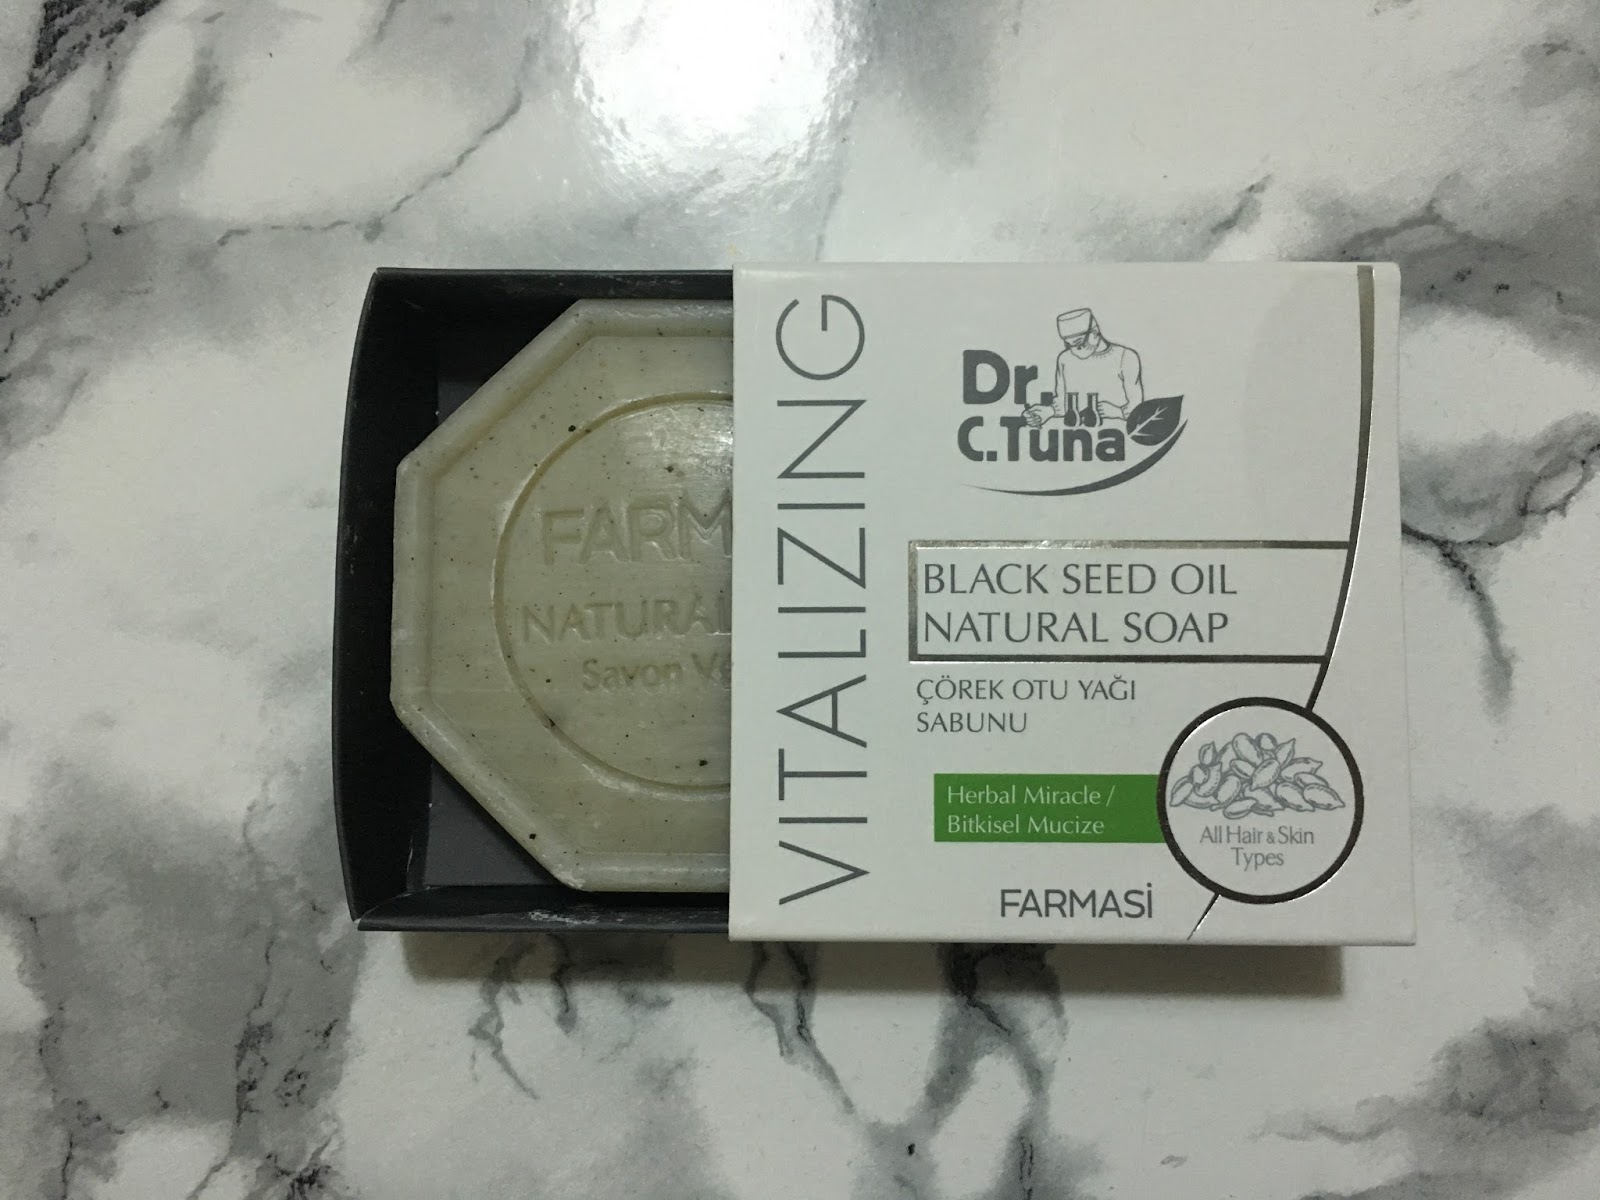 FARM
NATURAL
Savon
VITALIZING
Dr.
C.Tuna
BLACK SEED OIL
NATURAL SOAP
ÇÖREK OTU YAĞI
SABUNU
Herbal Miracle /
Bitkisel Mucize
All Hair & Skin
Types
FARMASİ